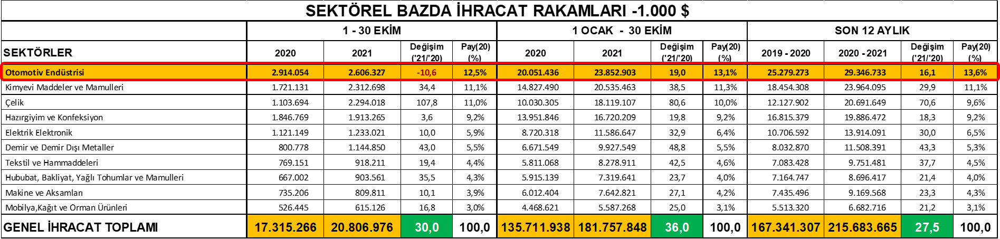 SEKTÖREL BAZDA İHRACAT RAKAMLARI -1.000 $
1 - 30 EKİM 1 OCAK - 30 EKİM SON 12 AYLIK
SEKTÖRLER 2020 2021 Değişim ('21/'20) Pay(20) (%) 2020 2021 Değişim ('21/'20) Pay(20) (%) 2019 - 2020 2020 - 2021 Değişim ('21/'20) Pay(20) (%)
Otomotiv Endüstrisi 2.914.054 2.606.327 -10,6 12,5% 20.051.436 23.852.903 19,0 13,1% 25.279.273 29.346.733 16,1 13,6%
Kimyevi Maddeler ve Mamulleri 1.721.131 2.312.698 34,4 11,1% 14.827.490 20.535.463 38,5 11,3% 18.454.308 23.964.095 29,9 11,1%
Çelik 1.103.694 2.294.018 107,8 11,0% 10.030.305 18.119.107 80,6 10,0% 12.127.902 20.691.649 70,6 9,6%
Hazırgiyim ve Konfeksiyon 1.846.769 1.913.265 3,6 9,2% 13.951.846 16.720.209 19,8 9,2% 16.815.379 19.886.472 18,3 9,2%
Elektrik Elektronik 1.121.149 1.233.021 10,0 5,9% 8.720.318 11.586.647 32,9 6,4% 10.706.592 13.914.091 30,0 6,5%
Demir ve Demir Dışı Metaller 800.778 1.144.850 43,0 5,5% 6.671.549 9.927.549 48,8 5,5% 8.032.870 11.508.391 43,3 5,3%
Tekstil ve Hammaddeleri 769.151 918.211 19,4 4,4% 5.811.068 8.278.911 42,5 4,6% 7.083.428 9.751.481 37,7 4,5%
Hububat, Bakliyat, Yağlı Tohumlar ve Mamulleri 667.002 903.561 35,5 4,3% 5.915.139 7.319.641 23,7 4,0% 7.164.747 8.696.417 21,4 4,0%
Makine ve Aksamları 735.206 809.811 10,1 3,9% 6.012.404 7.642.821 27,1 4,2% 7.435.496 9.169.568 23,3 4,3%
Mobilya,Kağıt ve Orman Ürünleri 526.445 615.126 16,8 3,0% 4.468.621 5.587.268 25,0 3,1% 5.513.320 6.682.716 21,2 3,1%
GENEL İHRACAT TOPLAMI 17.315.266 20.806.976 30,0 100,0 135.711.938 181.757.848 36,0 100,0 167.341.307 215.683.665 27,5 100,0